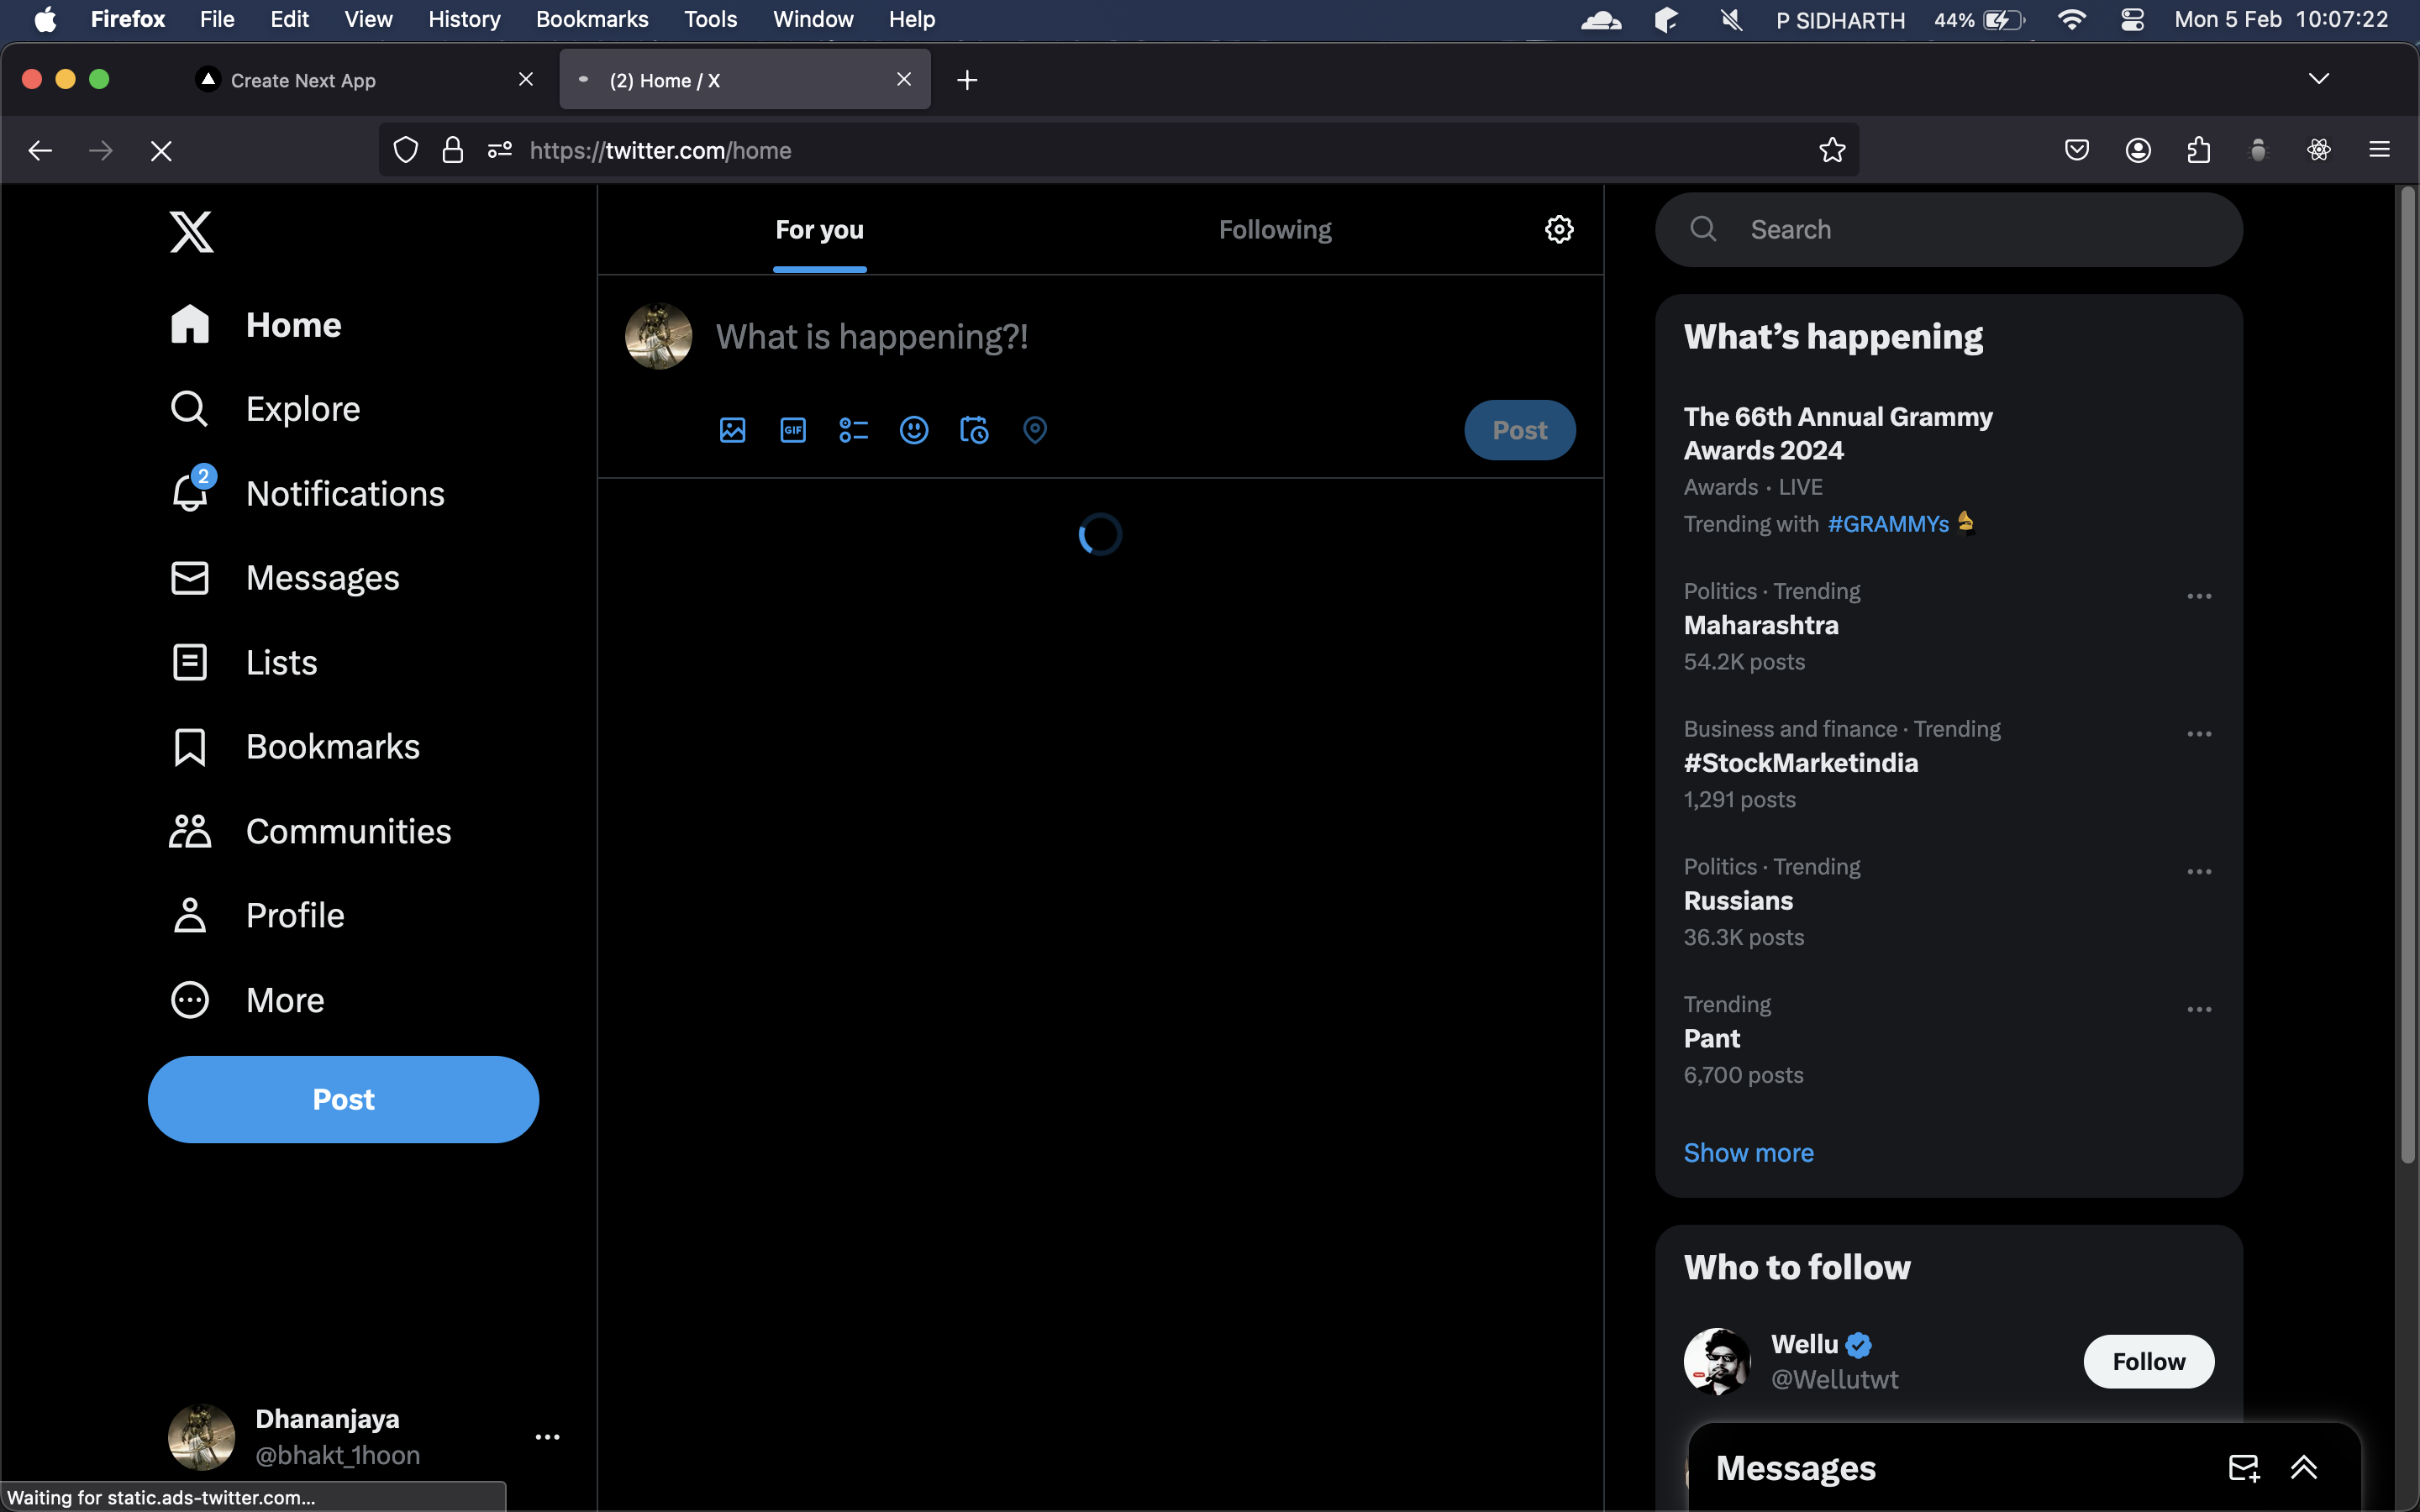 Firefox File Edit View History Bookmarks Tools Window Help P SIDHARTH 44% Mon 5 Feb 10:07:22
Create Next App
(2) Home / X
https://twitter.com/home
Home
Explore
2
Notifications
Messages
Lists
Bookmarks
Communities
Profile
More
Post
Dhananjaya
@bhakt_1hoon
Waiting for static.ads-twitter.com...
For you
Following
What is happening?!
GIF
Post
Search
What’s happening
The 66th Annual Grammy
Awards 2024
Awards · LIVE
Trending with #GRAMMYs
Politics · Trending
Maharashtra
54.2K posts
Business and finance · Trending
#StockMarketindia
1,291 posts
Politics · Trending
Russians
36.3K posts
Trending
Pant
6,700 posts
Show more
Who to follow
Wellu
@Wellutwt
Follow
Messages